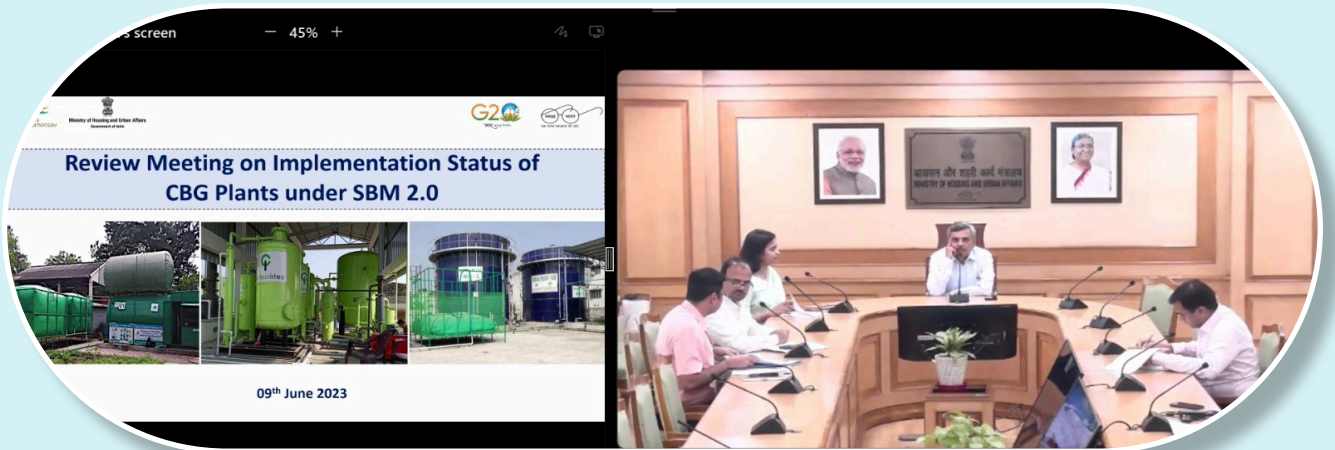 's screen
− 45% +
Ministry of Housing and Urban Affairs
Government of India
G20
Review Meeting on Implementation Status of
CBG Plants under SBM 2.0
09th June 2023
आवासन और शहरी कार्य मंत्रालय
MINISTRY OF HOUSING AND URBAN AFFAIRS